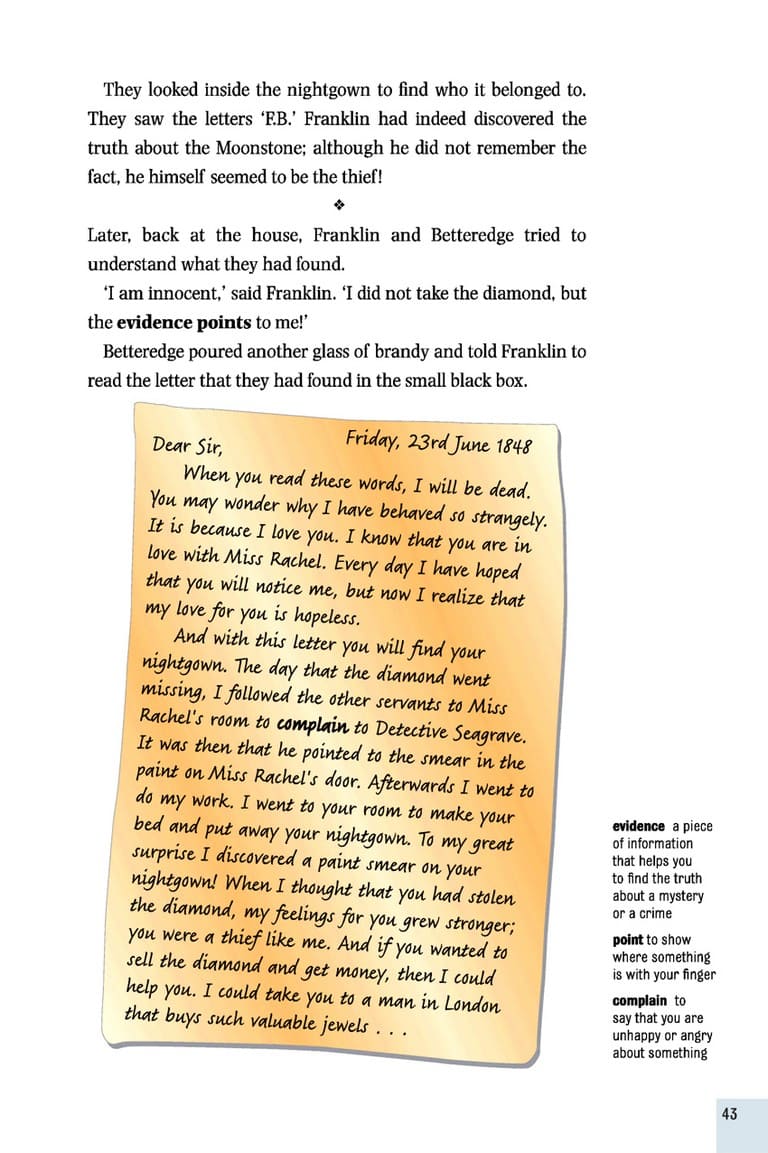 They looked inside the nightgown to find who it belonged to.
They saw the letters ‘F.B.’ Franklin had indeed discovered the
truth about the Moonstone; although he did not remember the
fact, he himself seemed to be the thief!
❖
Later, back at the house, Franklin and Betteredge tried to
understand what they had found.
‘I am innocent,’ said Franklin. ‘I did not take the diamond, but
the evidence points to me!’
Betteredge poured another glass of brandy and told Franklin to
read the letter that they had found in the small black box.
Friday, 23rd June 1848
Dear Sir,
When you read these words, I will be dead.
You may wonder why I have behaved so strangely.
It is because I love you. I know that you are in
love with Miss Rachel. Every day I have hoped
that you will notice me, but now I realize that
my love for you is hopeless.
And with this letter you will find your
nightgown. The day that the diamond went
missing, I followed the other servants to Miss
Rachel's room to complain to Detective Seagrave.
It was then that he pointed to the smear in the
paint on Miss Rachel's door. Afterwards I went to
do my work. I went to your room to make your
bed and put away your nightgown. To my great
surprise I discovered a paint smear on your
nightgown! When I thought that you had stolen
the diamond, my feelings for you grew stronger;
you were a thief like me. And if you wanted to
sell the diamond and get money, then I could
help you. I could take you to a man in London
that buys such valuable jewels . . .
evidence a piece
of information
that helps you
to find the truth
about a mystery
or a crime
point to show
where something
is with your finger
complain to
say that you are
unhappy or angry
about something
43